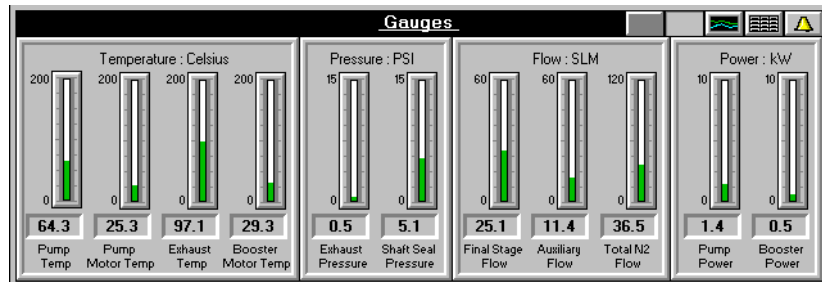 Gauges
Temperature : Celsius
200 200 200 200
0 0 0 0
64.3 25.3 97.1 29.3
Pump Pump Exhaust Booster
Temp Motor Temp Temp Motor Temp
Pressure : PSI
15 15
0 0
0.5 5.1
Exhaust Shaft Seal
Pressure Pressure
Flow : SLM
60 60 120
0 0 0
25.1 11.4 36.5
Final Stage Auxiliary Total N2
Flow Flow Flow
Power : kW
10 10
0 0
1.4 0.5
Pump Booster
Power Power